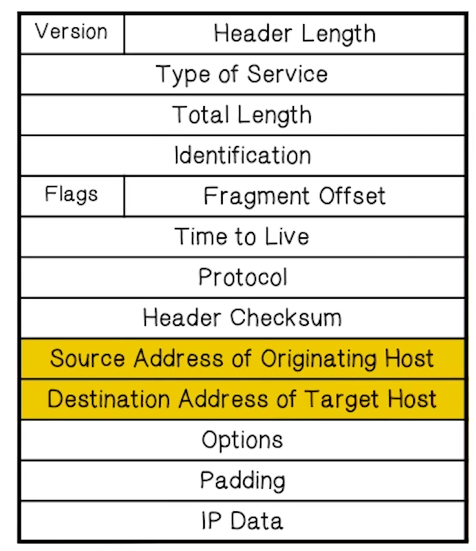 Version Header Length
Type of Service
Total Length
Identification
Flags Fragment Offset
Time to Live
Protocol
Header Checksum
Source Address of Originating Host
Destination Address of Target Host
Options
Padding
IP Data